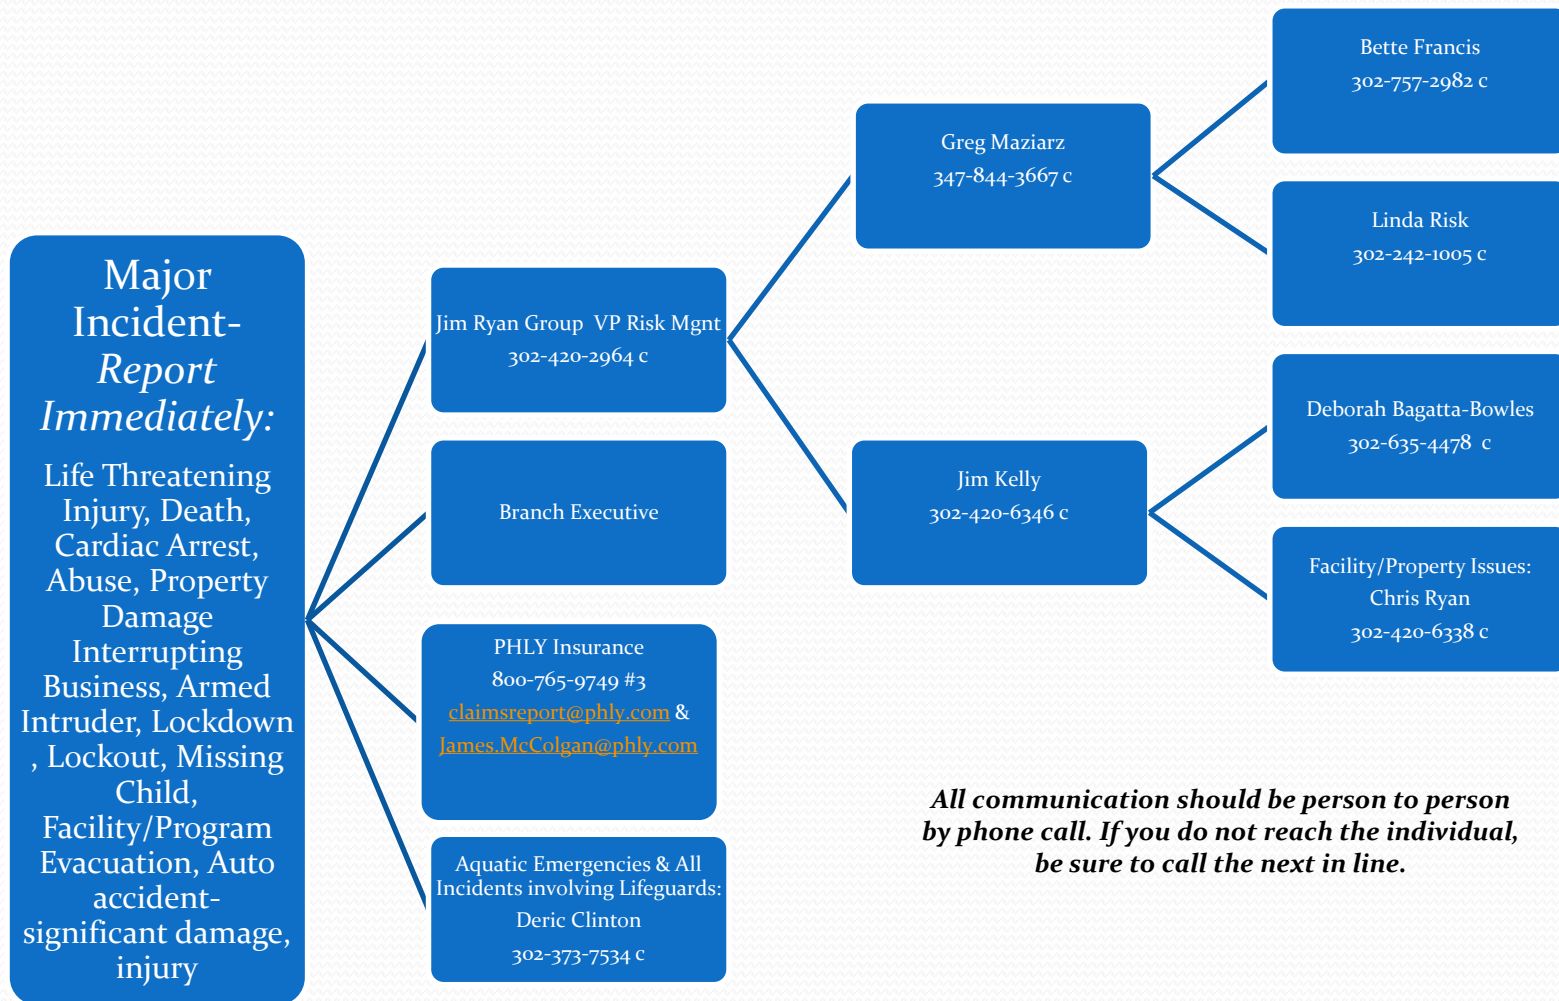 Major
Incident-
Report
Immediately:
Life Threatening
Injury, Death,
Cardiac Arrest,
Abuse, Property
Damage
Interrupting
Business, Armed
Intruder, Lockdown
, Lockout, Missing
Child,
Facility/Program
Evacuation, Auto
accident-
significant damage,
injury
Jim Ryan Group  VP Risk Mgnt
302-420-2964 c
Branch Executive
PHLY Insurance
800-765-9749 #3
claimsreport@phly.com &
James.McColgan@phly.com
Aquatic Emergencies & All
Incidents involving Lifeguards:
Deric Clinton
302-373-7534 c
Greg Maziarz
347-844-3667 c
Jim Kelly
302-420-6346 c
Bette Francis
302-757-2982 c
Linda Risk
302-242-1005 c
Deborah Bagatta-Bowles
302-635-4478  c
Facility/Property Issues:
Chris Ryan
302-420-6338 c
All communication should be person to person
by phone call. If you do not reach the individual,
be sure to call the next in line.